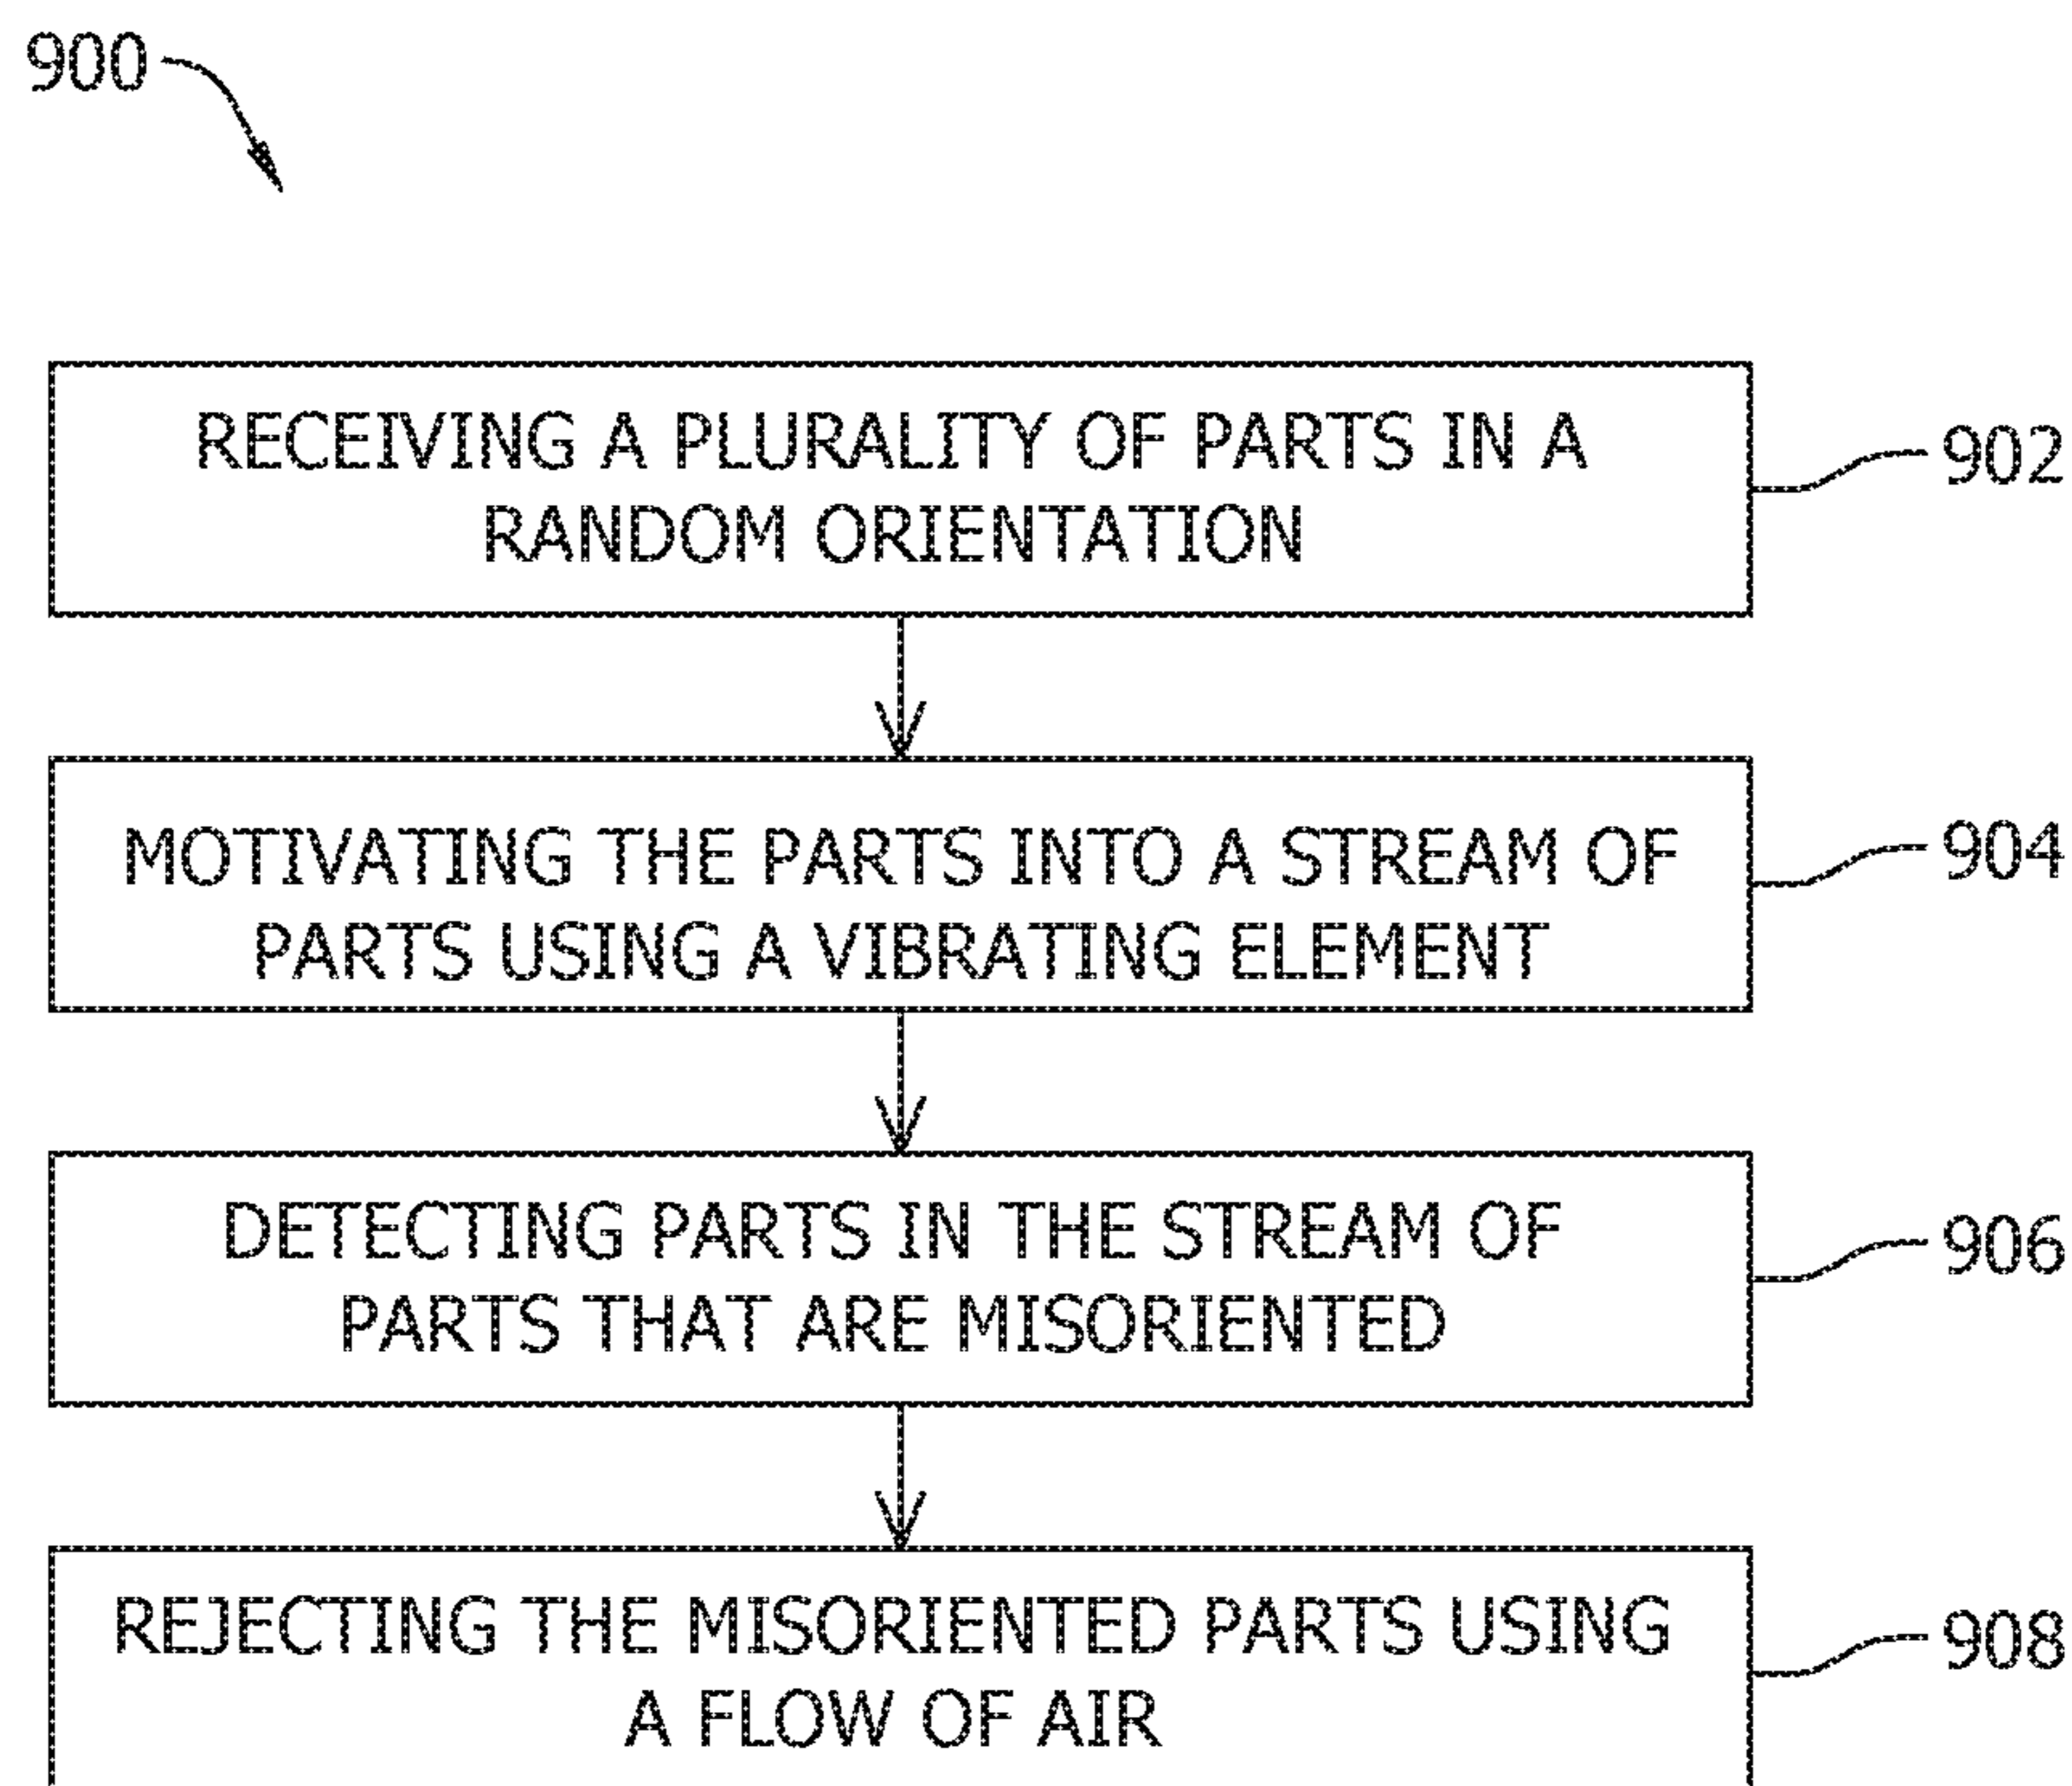 900
RECEIVING A PLURALITY OF PARTS IN A
RANDOM ORIENTATION
902
MOTIVATING THE PARTS INTO A STREAM OF
PARTS USING A VIBRATING ELEMENT
904
DETECTING PARTS IN THE STREAM OF
PARTS THAT ARE MISORIENTED
906
REJECTING THE MISORIENTED PARTS USING
A FLOW OF AIR
908